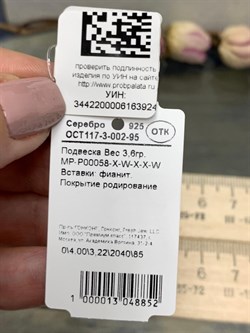 проверить подлинность
изделия по УИН на сайте
www.probpalata.ru
УИН:
3442200006163924
Серебро 925
ОСТ117-3-002-95
ОТК
Подвеска Вес 3,6гр.
MP-P00058-X-W-X-X-W
Вставки: фианит.
Покрытие родирование
0\4.00\3,22\2040\85
1 000013 048852